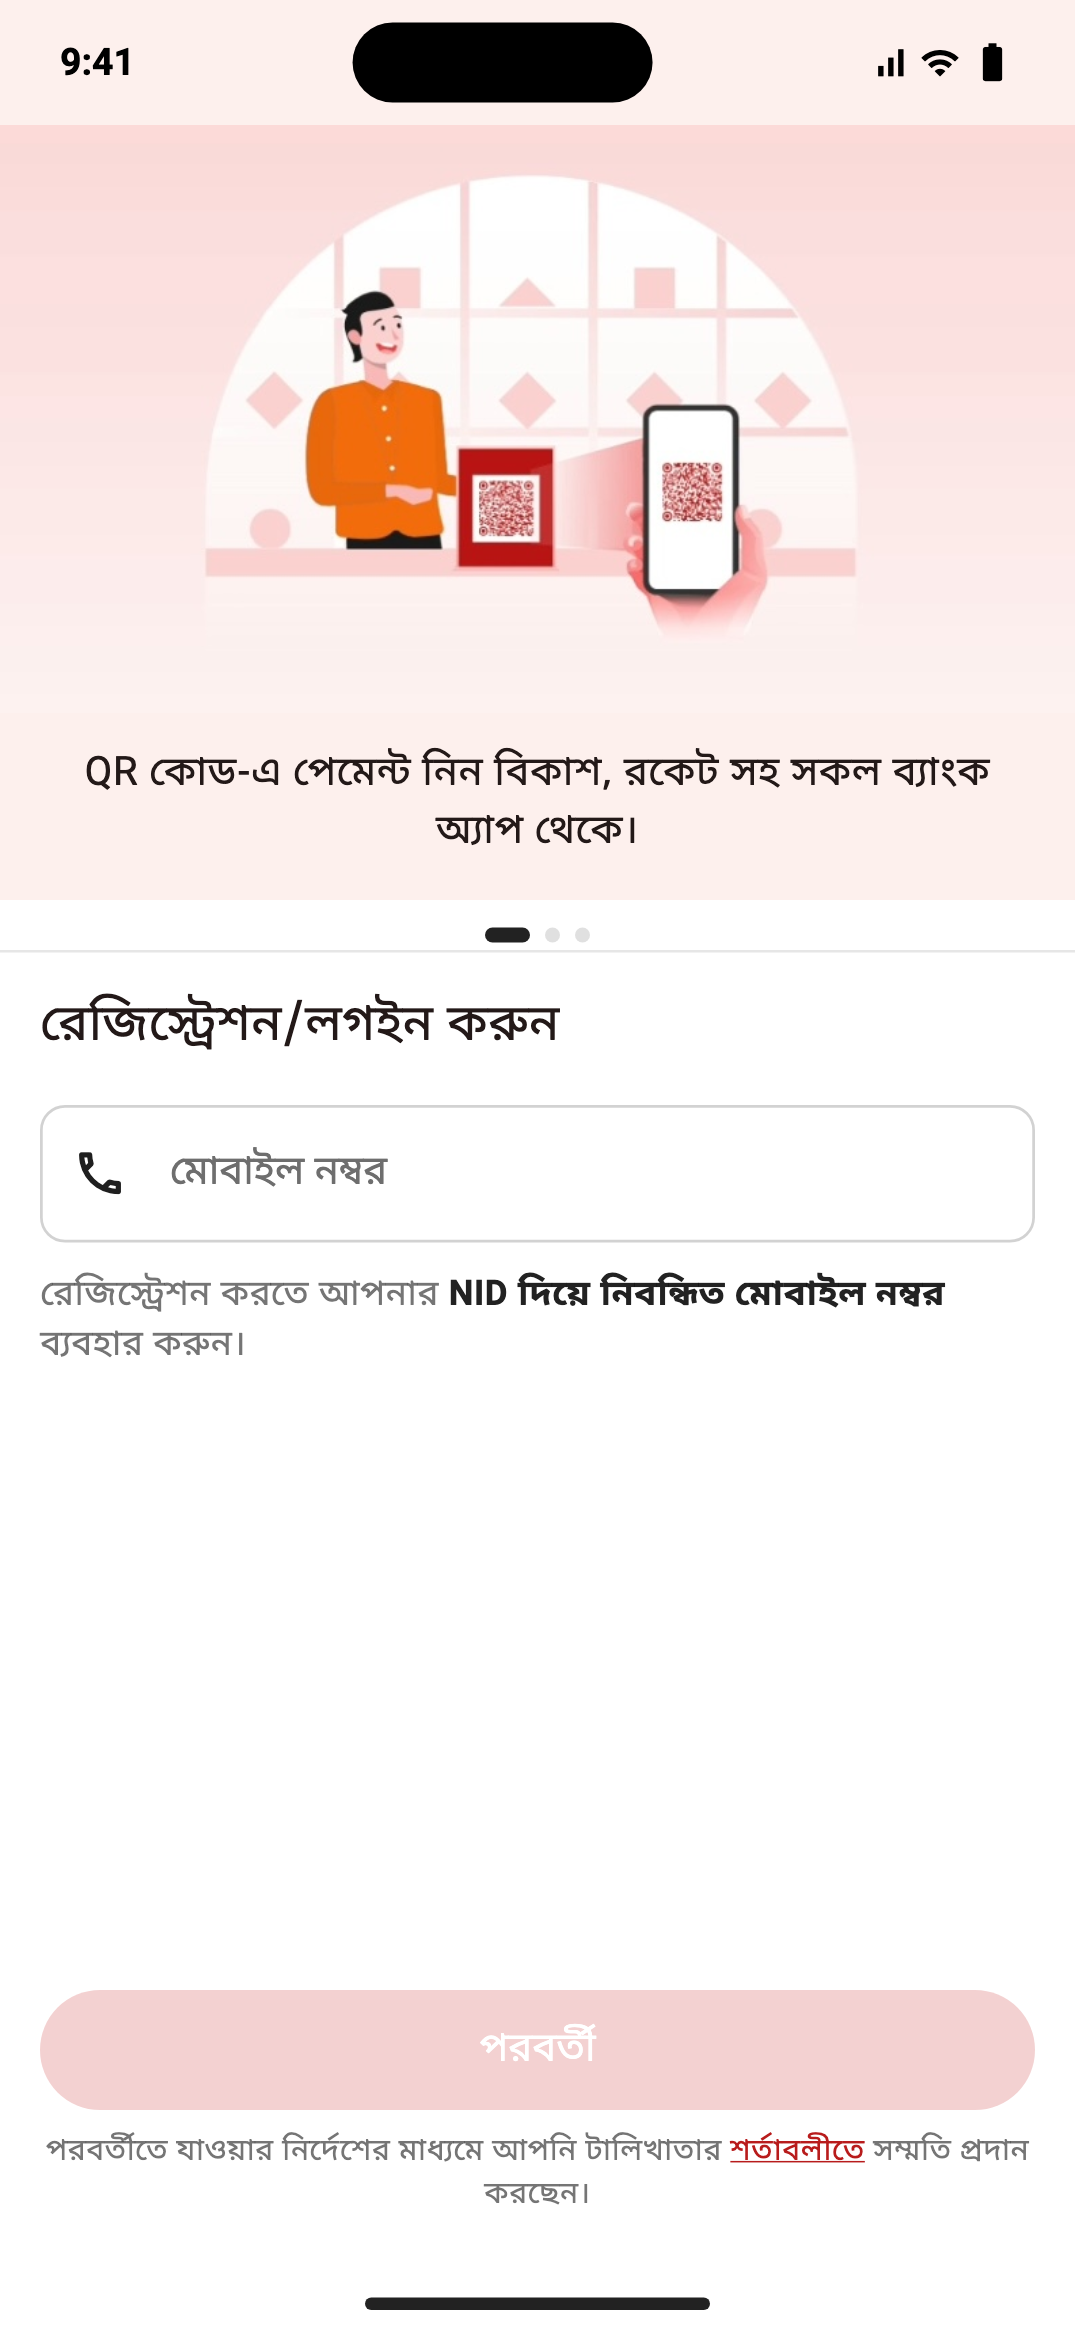 9:41
QR কোড-এ পেমেন্ট নিন বিকাশ, রকেট সহ সকল ব্যাংক
অ্যাপ থেকে।
রেজিস্ট্রেশন/লগইন করুন
মোবাইল নম্বর
রেজিস্ট্রেশন করতে আপনার NID দিয়ে নিবন্ধিত মোবাইল নম্বর
ব্যবহার করুন।
পরবর্তী
পরবর্তীতে যাওয়ার নির্দেশের মাধ্যমে আপনি টালিখাতার শর্তাবলীতে সম্মতি প্রদান
করছেন।